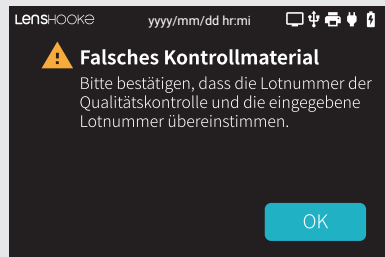 LENSHOOKE
yyyy/mm/dd hr:mi
Falsches Kontrollmaterial
Bitte bestätigen, dass die Lotnummer der
Qualitätskontrolle und die eingegebene
Lotnummer übereinstimmen.
OK